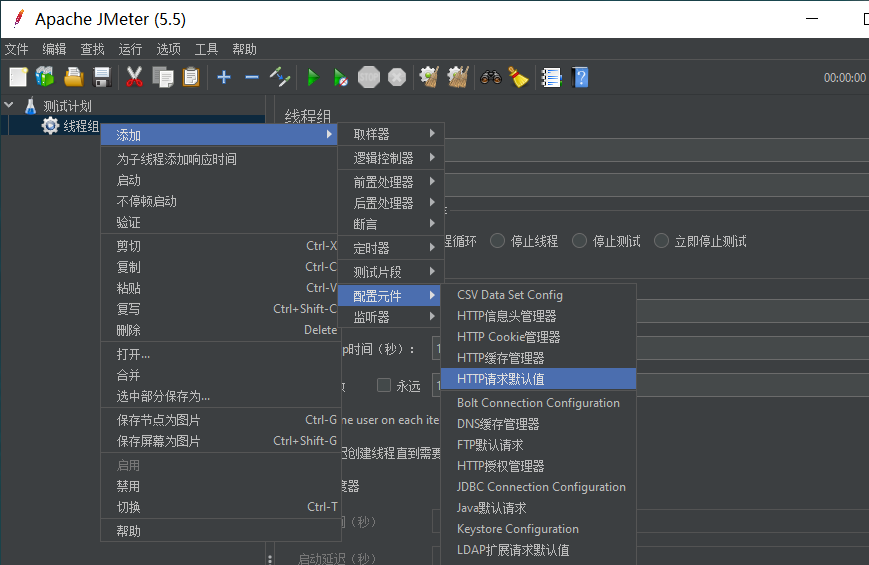 Apache JMeter (5.5)
文件 编辑 查找 运行 选项 工具 帮助
STOP
00:00:00
测试计划
线程组
线程组
添加
为子线程添加响应时间
启动
不停顿启动
验证
剪切 Ctrl-X
复制 Ctrl-C
粘贴 Ctrl-V
复写 Ctrl+Shift-C
删除 Delete
打开...
合并
选中部分保存为...
保存节点为图片 Ctrl-G
保存屏幕为图片 Ctrl+Shift-G
启用
禁用
切换 Ctrl-T
帮助
取样器
逻辑控制器
前置处理器
后置处理器
断言
定时器
测试片段
配置元件
监听器
CSV Data Set Config
HTTP信息头管理器
HTTP Cookie管理器
HTTP缓存管理器
HTTP请求默认值
Bolt Connection Configuration
DNS缓存管理器
FTP默认请求
HTTP授权管理器
JDBC Connection Configuration
Java默认请求
Keystore Configuration
LDAP扩展请求默认值
程循环 停止线程 停止测试 立即停止测试
p时间（秒）： 1
数 永远 1
ne user on each ite
迟创建线程直到需要
度器
（秒）
启动延迟（秒）